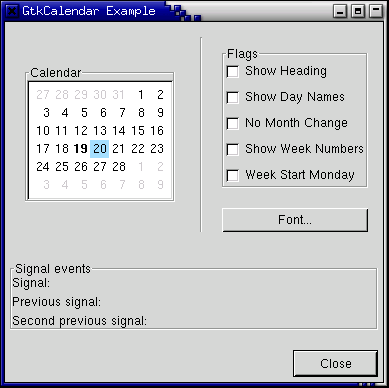 GtkCalendar Example
Calendar
27 28 29 30 31 1 2
3 4 5 6 7 8 9
10 11 12 13 14 15 16
17 18 19 20 21 22 23
24 25 26 27 28 1 2
3 4 5 6 7 8 9
Flags
Show Heading
Show Day Names
No Month Change
Show Week Numbers
Week Start Monday
Font...
Signal events
Signal:
Previous signal:
Second previous signal:
Close